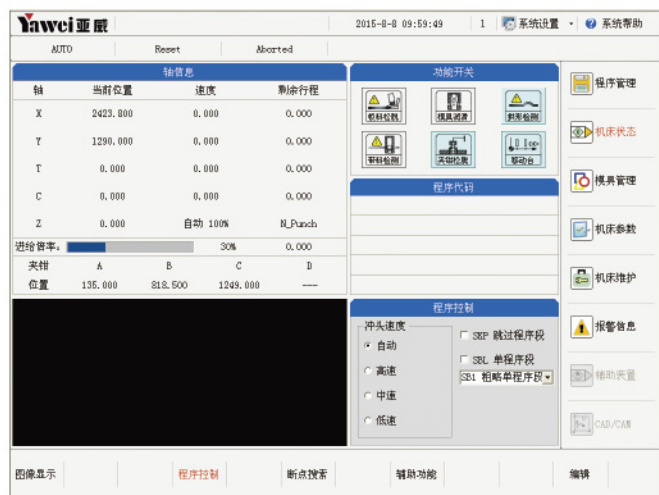 Yawei亚威 2015-8-8 09:59:49 1 系统设置 系统帮助
AUTO Reset Aborted
轴信息
轴 当前位置 速度 剩余行程
X 2423.800 0.000 0.000
Y 1290.000 0.000 0.000
T 0.000 0.000 0.000
C 0.000 0.000 0.000
Z 0.000 自动 100% N_Punch
进给倍率: 30% 0.000
夹钳 A B C D
位置 135.000 818.500 1249.000 ---
功能开关
模具润滑 斜形检测
带料检测 夹钳检测 移动台
程序代码
程序控制
冲头速度
自动
高速
中速
低速
SKP 跳过程序段
SBL 单程序段
SB1 粗略单程序段
程序管理
机床状态
模具管理
机床参数
机床维护
报警信息
辅助装置
CAD/CAM
图像显示 程序控制 断点搜索 辅助功能 编辑